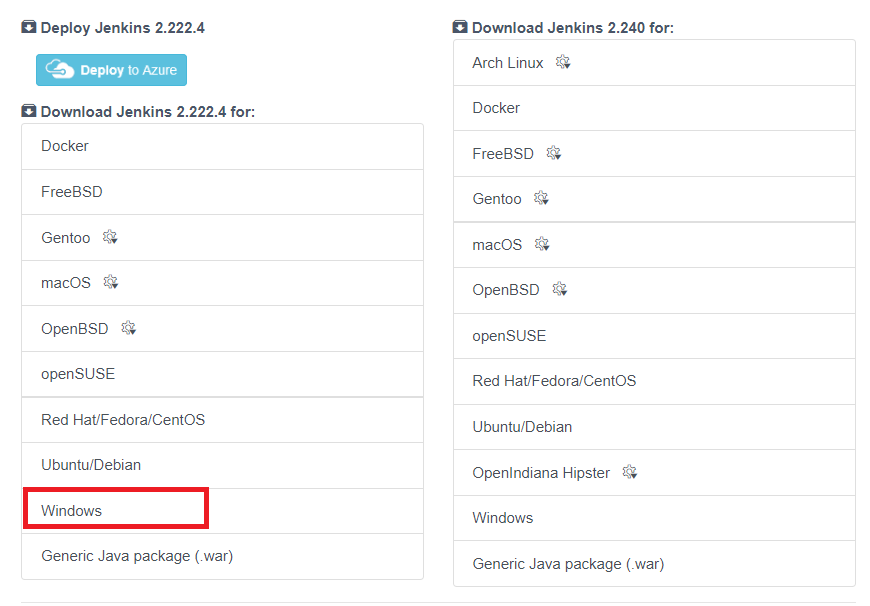 Deploy Jenkins 2.222.4
Deploy to Azure
Download Jenkins 2.222.4 for:
Docker
FreeBSD
Gentoo
macOS
OpenBSD
openSUSE
Red Hat/Fedora/CentOS
Ubuntu/Debian
Windows
Generic Java package (.war)
Download Jenkins 2.240 for:
Arch Linux
Docker
FreeBSD
Gentoo
macOS
OpenBSD
openSUSE
Red Hat/Fedora/CentOS
Ubuntu/Debian
OpenIndiana Hipster
Windows
Generic Java package (.war)